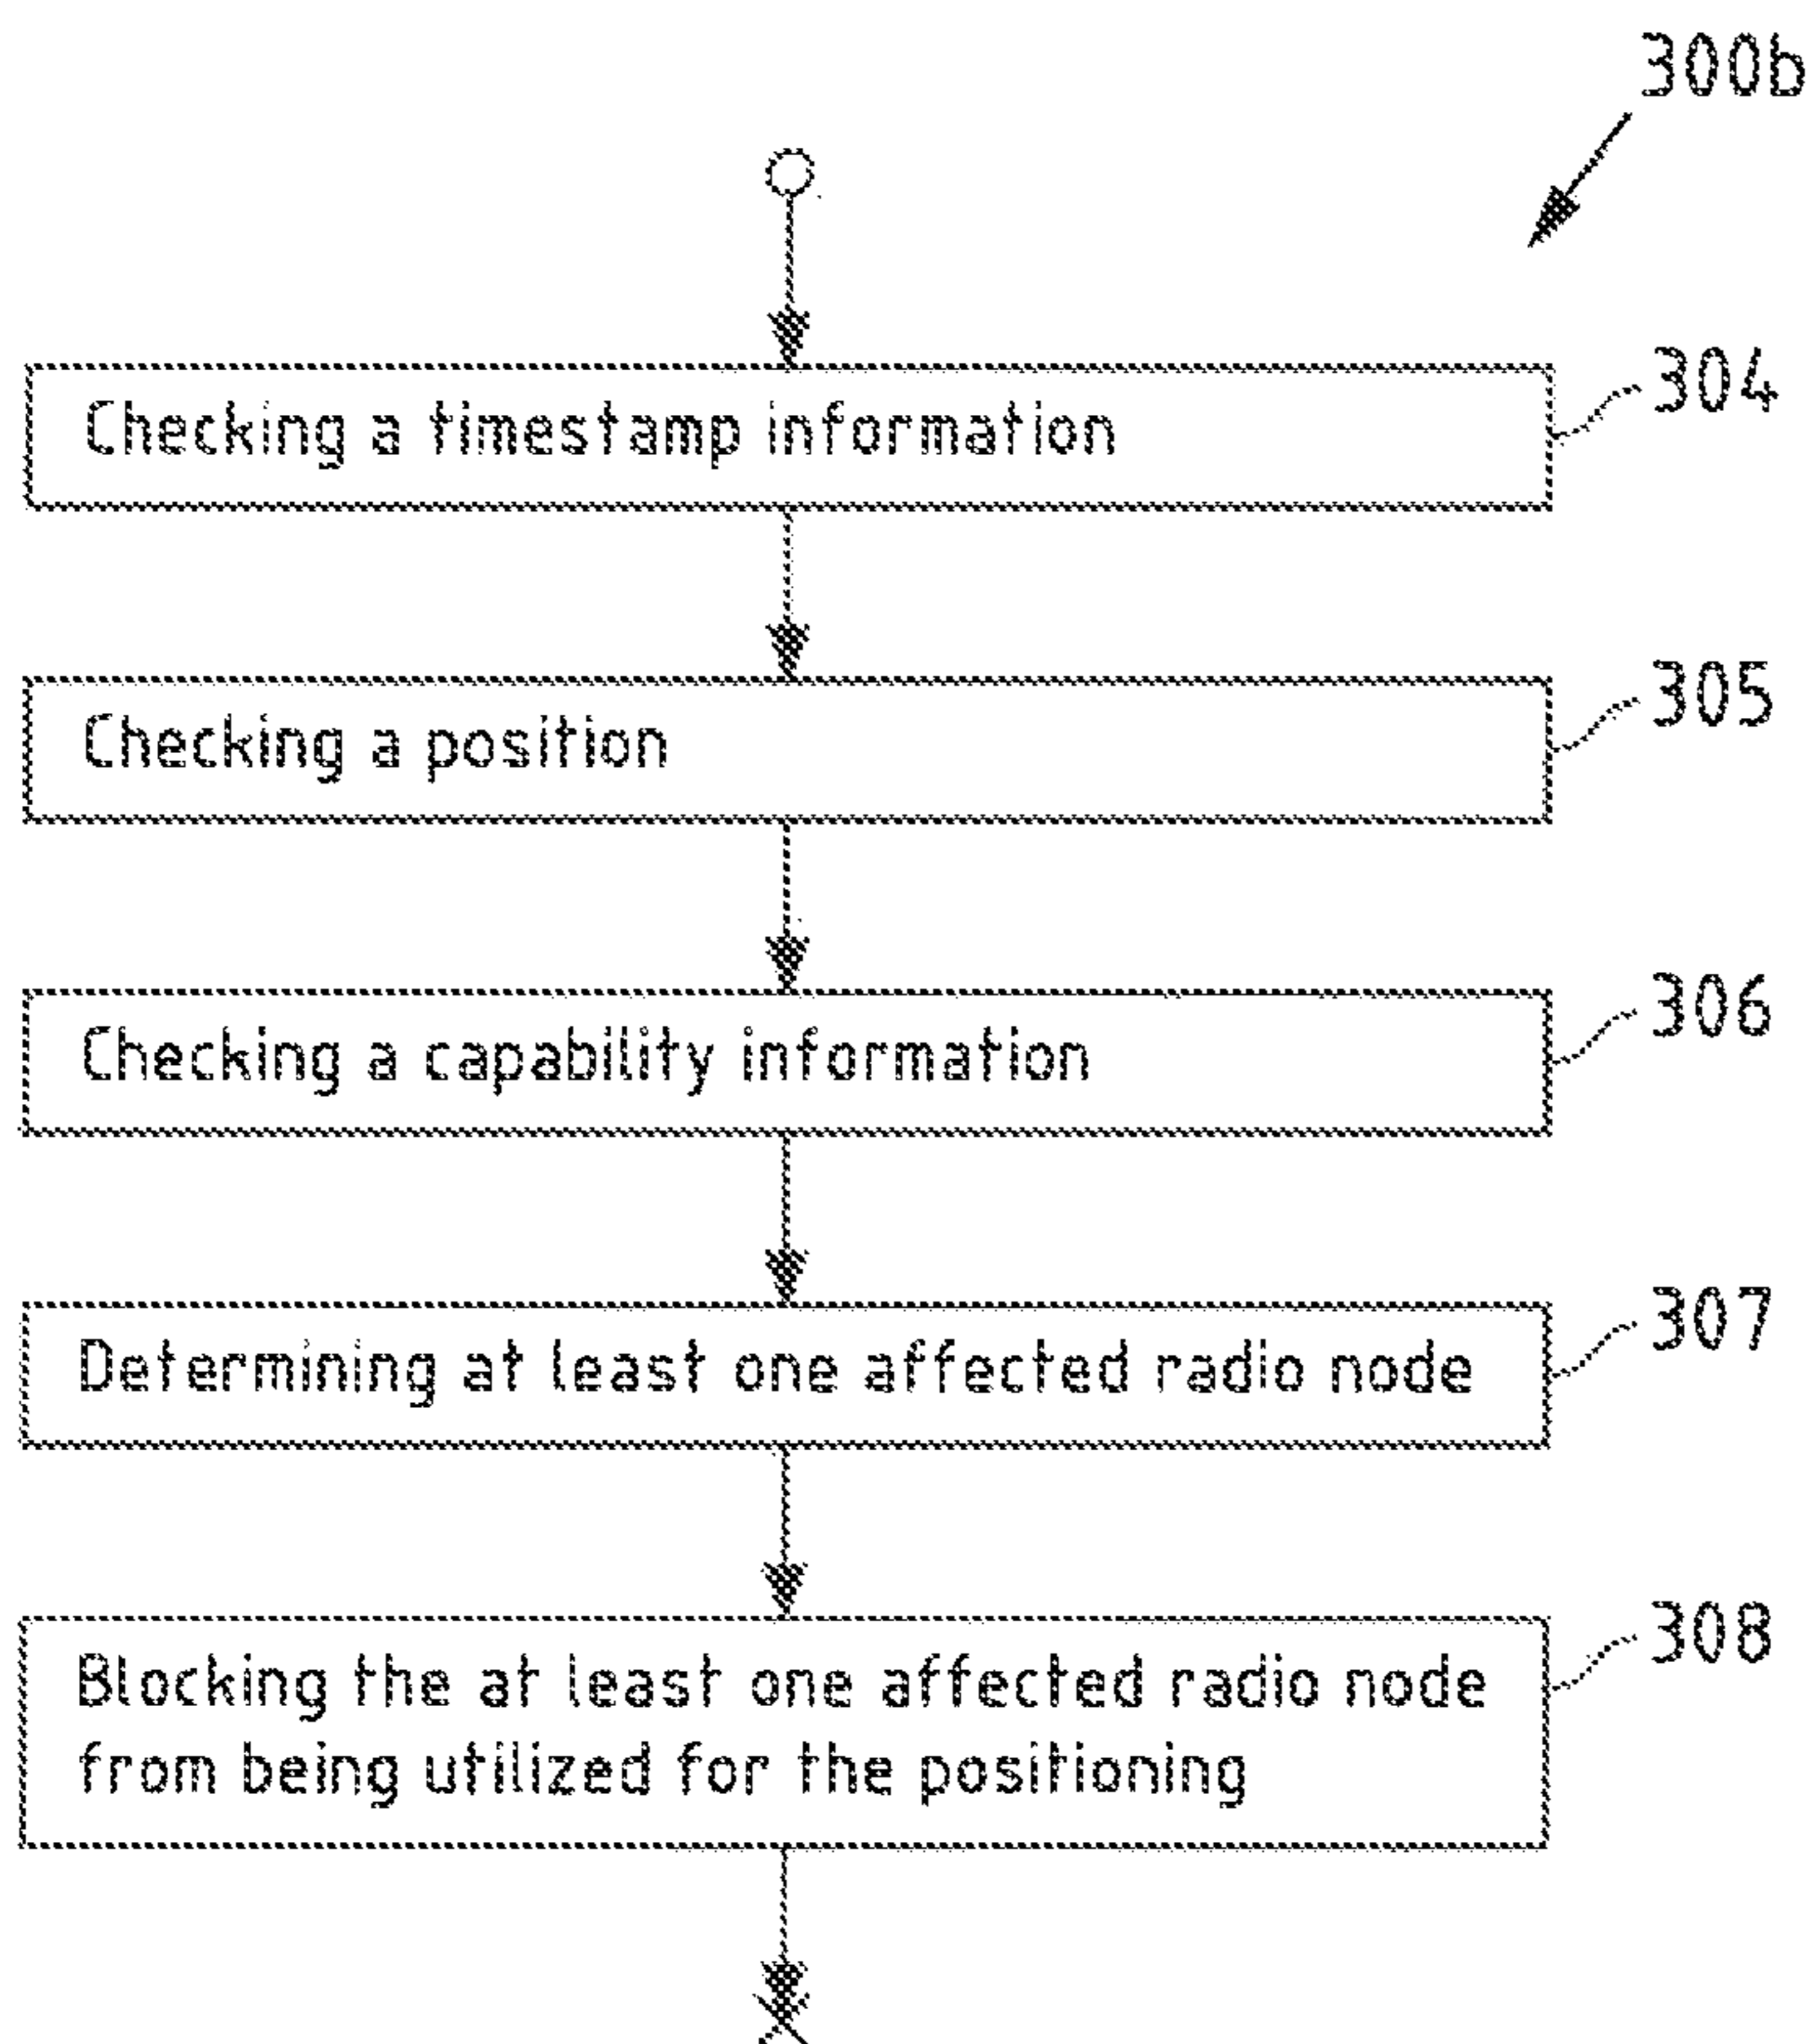 300b
Checking a timestamp information
304
Checking a position
305
Checking a capability information
306
Determining at least one affected radio node
307
Blocking the at least one affected radio node
from being utilized for the positioning
308